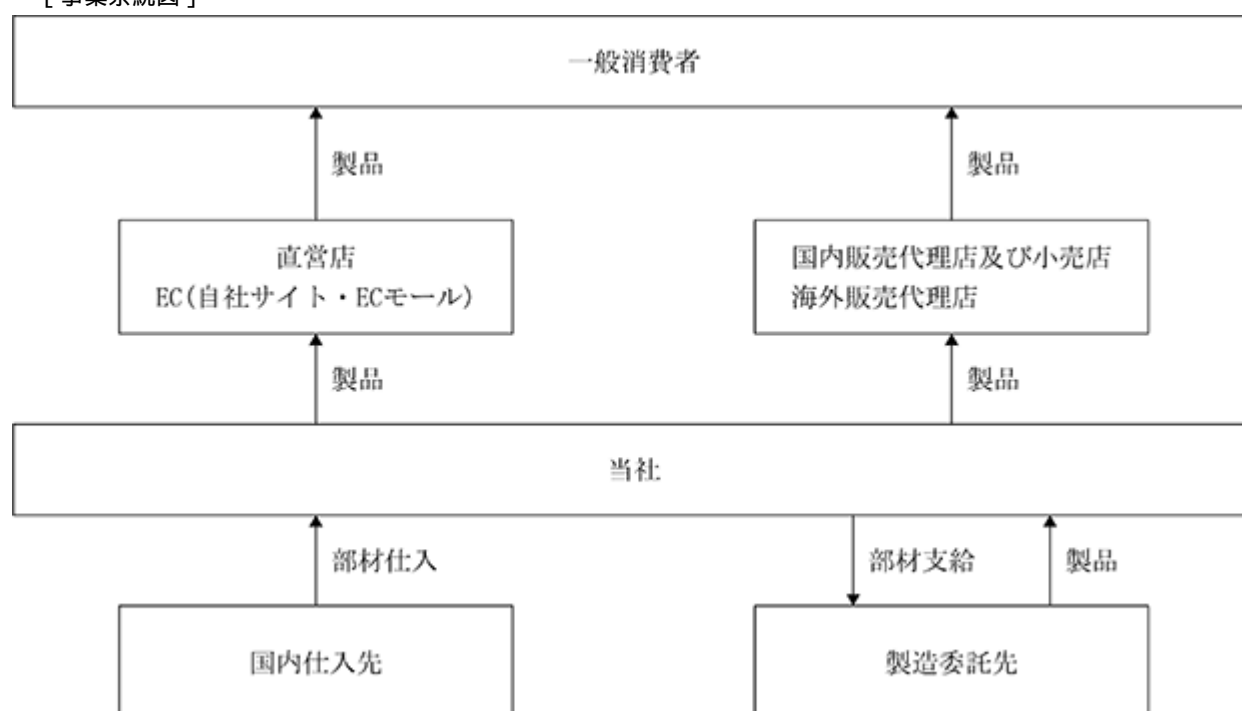 [ 事業系統図 ]
一般消費者
製品
製品
直営店
EC(自社サイト・ECモール)
国内販売代理店及び小売店
海外販売代理店
製品
製品
当社
部材仕入
部材支給
製品
国内仕入先
製造委託先